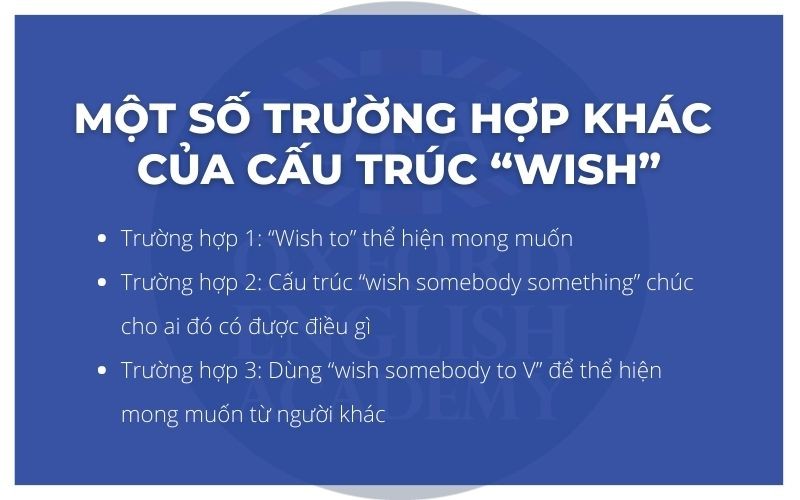 MỘT SỐ TRƯỜNG HỢP KHÁC
CỦA CẤU TRÚC “WISH”
• Trường hợp 1: “Wish to” thể hiện mong muốn
• Trường hợp 2: Cấu trúc “wish somebody something” chúc
cho ai đó có được điều gì
• Trường hợp 3: Dùng “wish somebody to V” để thể hiện
mong muốn từ người khác
OXFORD
ENGLISH
ACADEMY